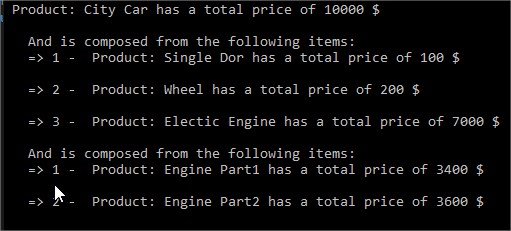 Product: City Car has a total price of 10000 $
And is composed from the following items:
=> 1 -  Product: Single Dor has a total price of 100 $
=> 2 -  Product: Wheel has a total price of 200 $
=> 3 -  Product: Electic Engine has a total price of 7000 $
And is composed from the following items:
=> 1 -  Product: Engine Part1 has a total price of 3400 $
=> 2 -  Product: Engine Part2 has a total price of 3600 $